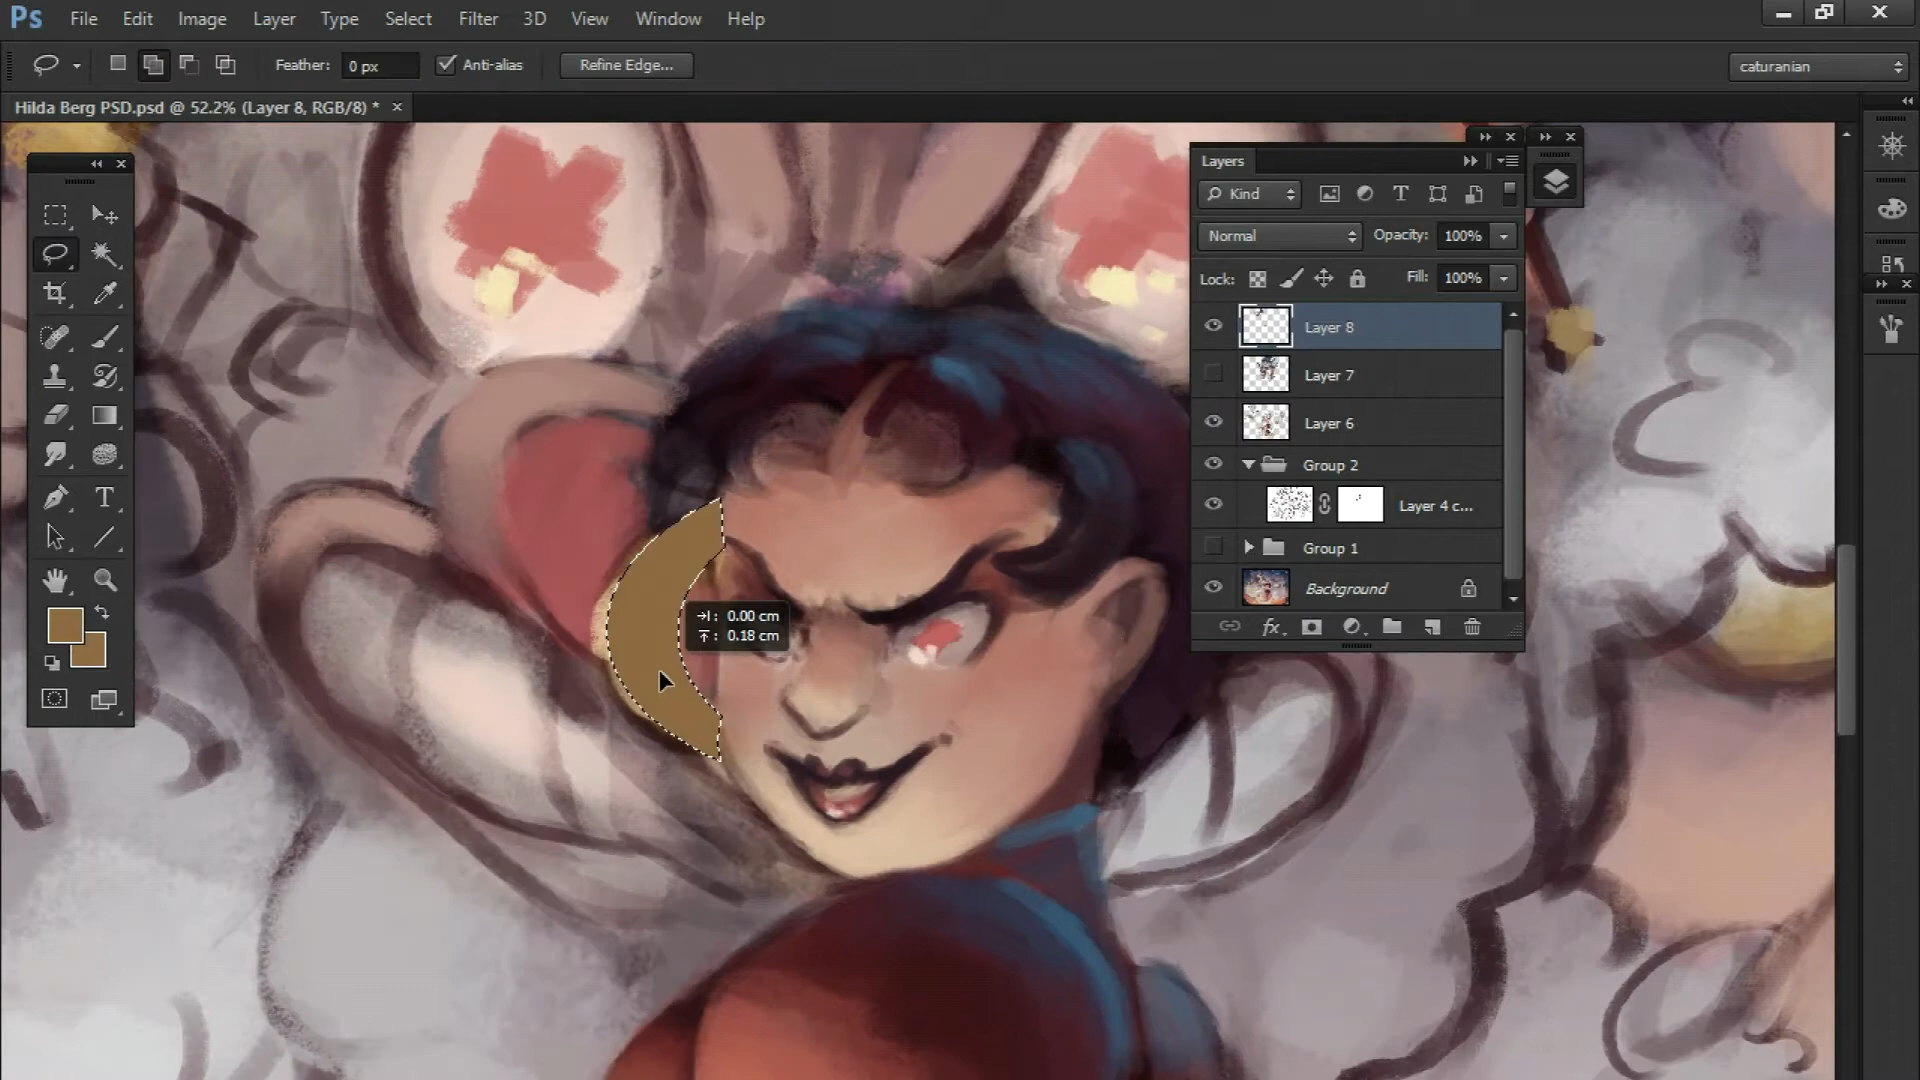 Ps File Edit Image Layer Type Select Filter 3D View Window Help
Feather: 0 px Anti-alias Refine Edge... caturanian
Hilda Berg PSD.psd @ 52.2% (Layer 8, RGB/8) * ×
Layers
Kind
Normal Opacity: 100%
Lock: Fill: 100%
Layer 8
Layer 7
Layer 6
Group 2
Layer 4 c...
Group 1
Background
fx
T
: 0.00 cm
: 0.18 cm